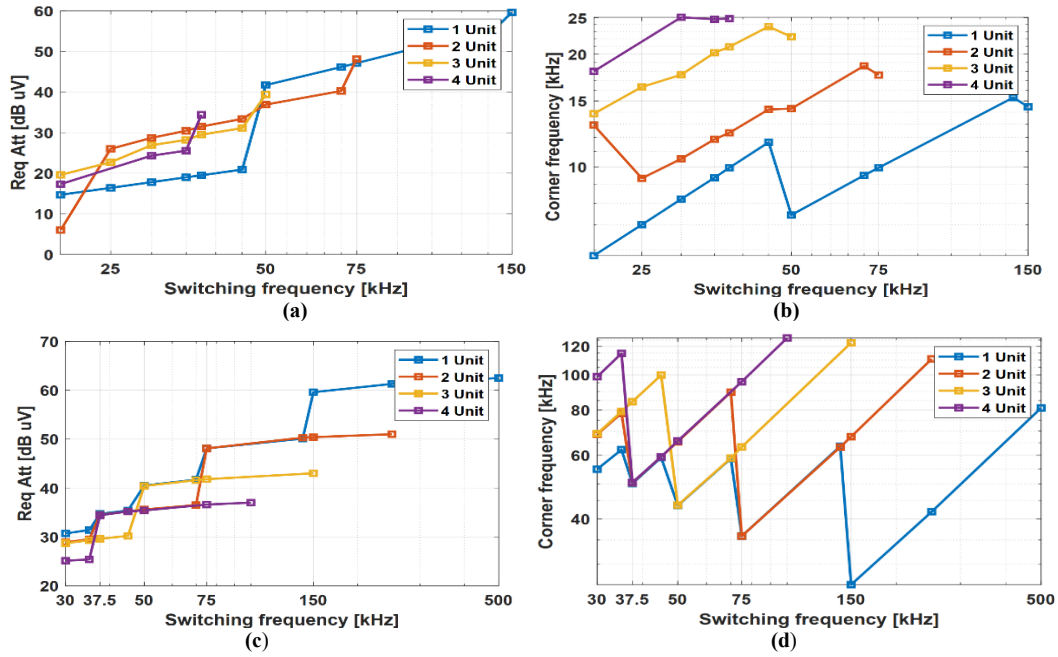 60
50
40
30
20
10
0
Req Att [dB uV]
25
50
75
150
Switching frequency [kHz]
1 Unit
2 Unit
3 Unit
4 Unit
(a)
25
20
15
10
Corner frequency [kHz]
25
50
75
150
Switching frequency [kHz]
1 Unit
2 Unit
3 Unit
4 Unit
(b)
70
60
50
40
30
20
Req Att [dB uV]
30
37.5
50
75
150
500
Switching frequency [kHz]
1 Unit
2 Unit
3 Unit
4 Unit
(c)
120
100
80
60
40
Corner frequency [kHz]
30
37.5
50
75
150
500
Switching frequency [kHz]
1 Unit
2 Unit
3 Unit
4 Unit
(d)